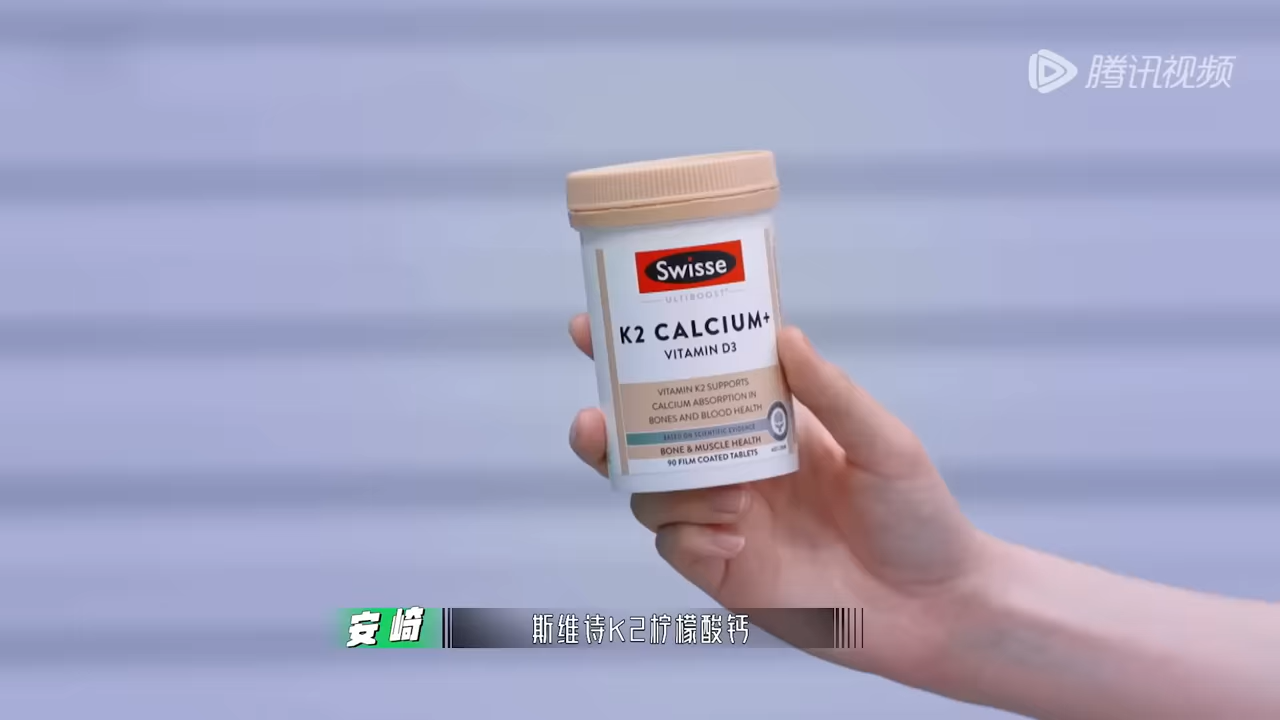 腾讯视频
Swisse
ULTIBOOST
K2 CALCIUM+
VITAMIN D3
VITAMIN K2 SUPPORTS
CALCIUM ABSORPTION IN
BONES AND BLOOD HEALTH
BASED ON SCIENTIFIC EVIDENCE
BONE & MUSCLE HEALTH
90 FILM COATED TABLETS
安崎
斯维诗K2柠檬酸钙